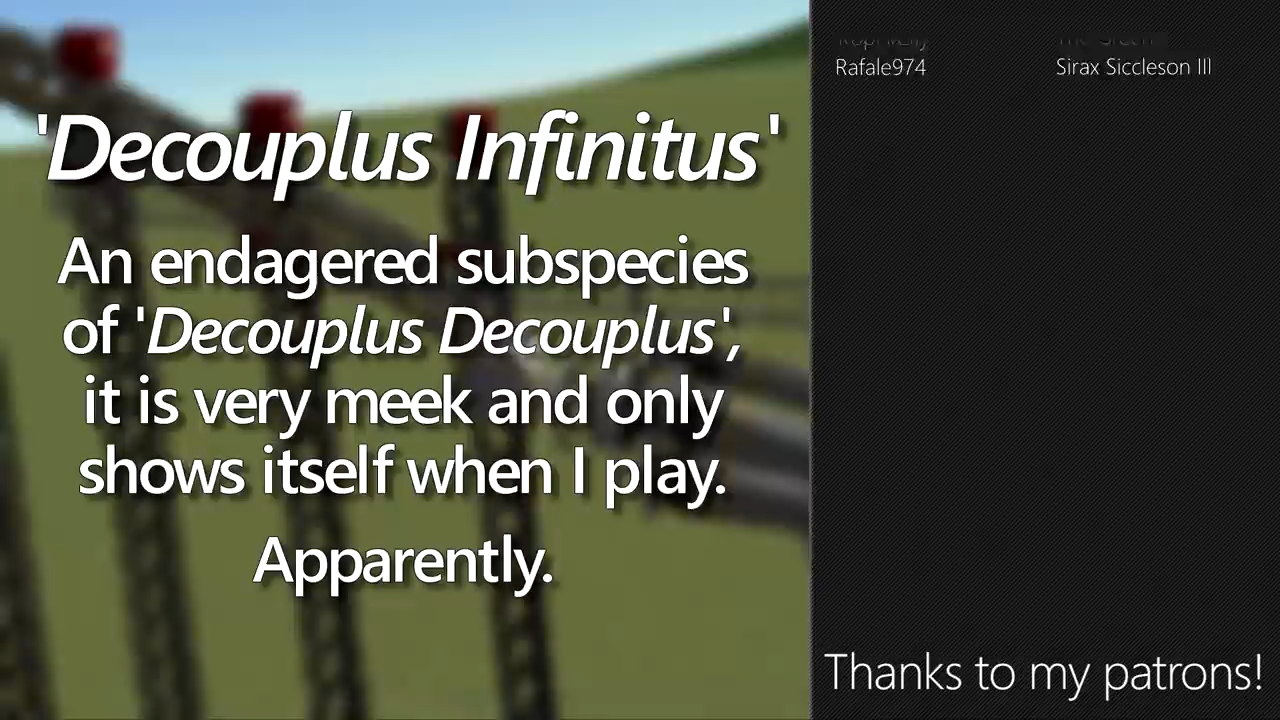 'Decouplus Infinitus'
An endagered subspecies
of 'Decouplus Decouplus',
it is very meek and only
shows itself when I play.
Apparently.
Rafale974
Sirax Siccleson III
Thanks to my patrons!